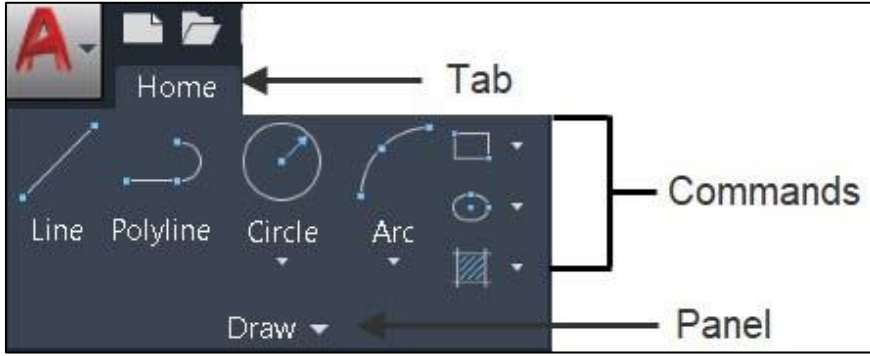 Home
Tab
Line Polyline Circle Arc
Commands
Draw
Panel